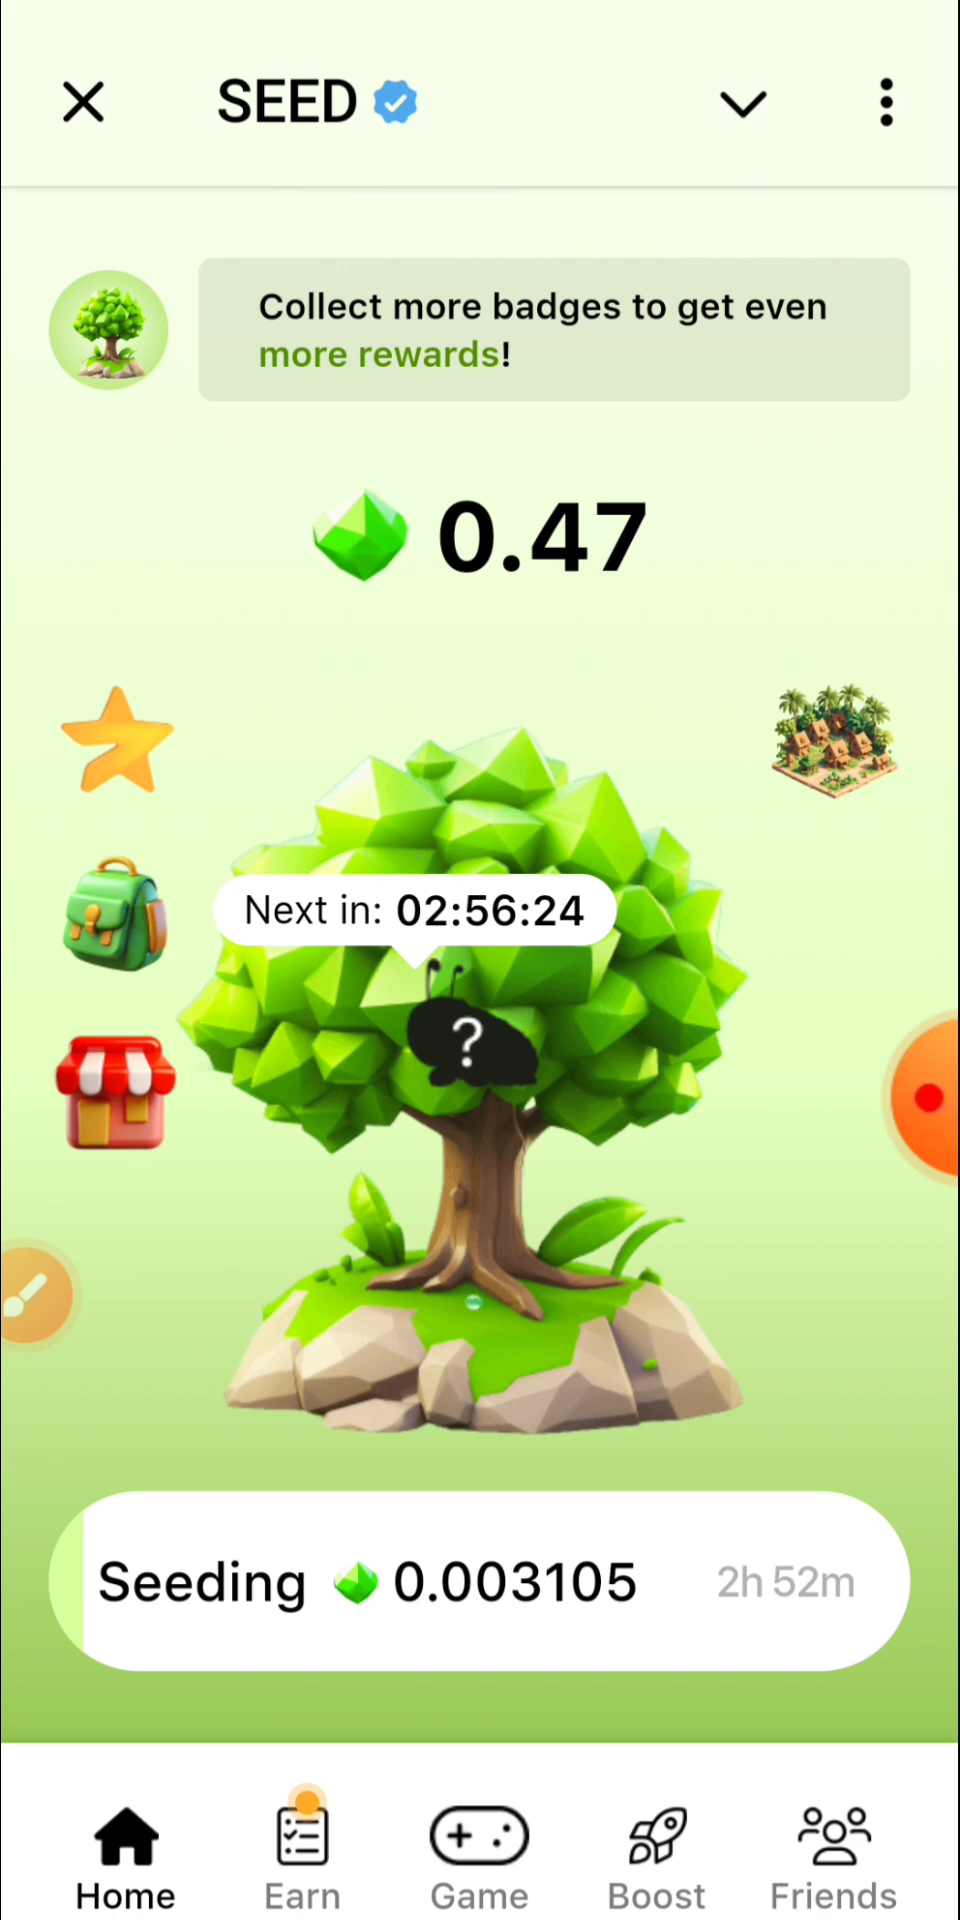 SEED
Collect more badges to get even
more rewards!
0.47
Next in: 02:56:24
?
Seeding 0.003105 2h 52m
Home Earn Game Boost Friends